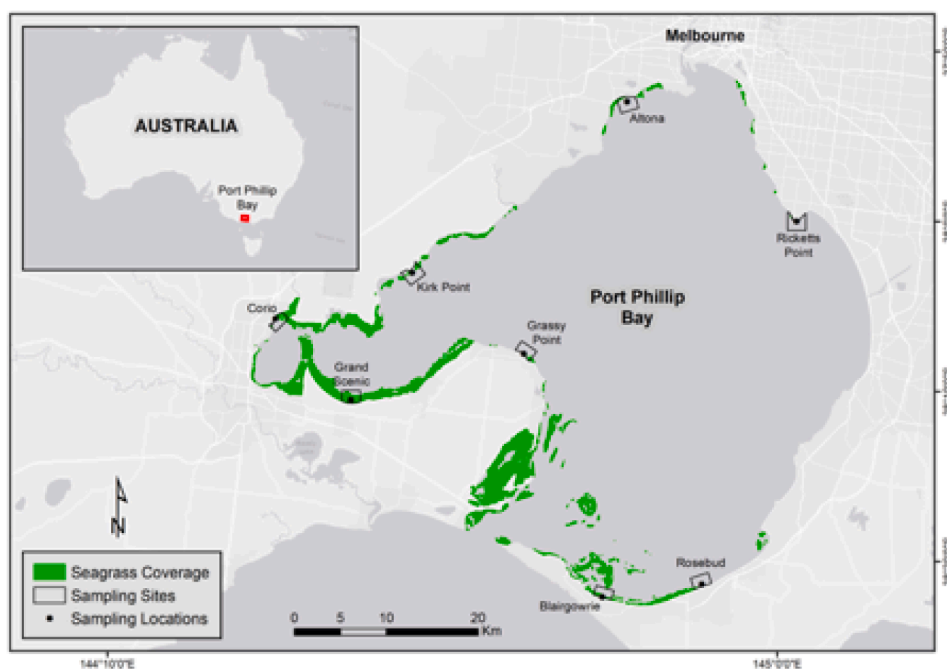 Melbourne
AUSTRALIA
Port Phillip
Bay
Altona
Ricketts
Point
Kirk Point
Corio
Port Phillip
Bay
Grassy
Point
Grand
Scenic
N
Rosebud
Blairgowrie
Seagrass Coverage
Sampling Sites
Sampling Locations
0 5 10 20
Km
144°10'0"E
145°0'0"E